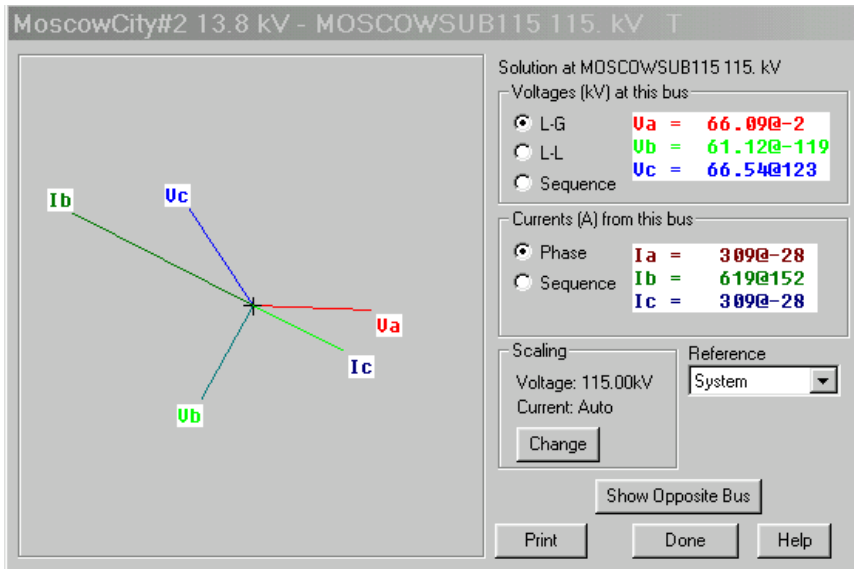 MoscowCity#2 13.8 kV - MOSCOWSUB115 115. kV T
Solution at MOSCOWSUB115 115. kV
Voltages (kV) at this bus
L-G
L-L
Sequence
Va = 66.09@-2
Vb = 61.12@-119
Vc = 66.54@123
Currents (A) from this bus
Phase
Sequence
Ia = 309@-28
Ib = 619@152
Ic = 309@-28
Ib
Vc
Va
Ic
Vb
Scaling
Voltage: 115.00kV
Current: Auto
Change
Reference
System
Show Opposite Bus
Print
Done
Help